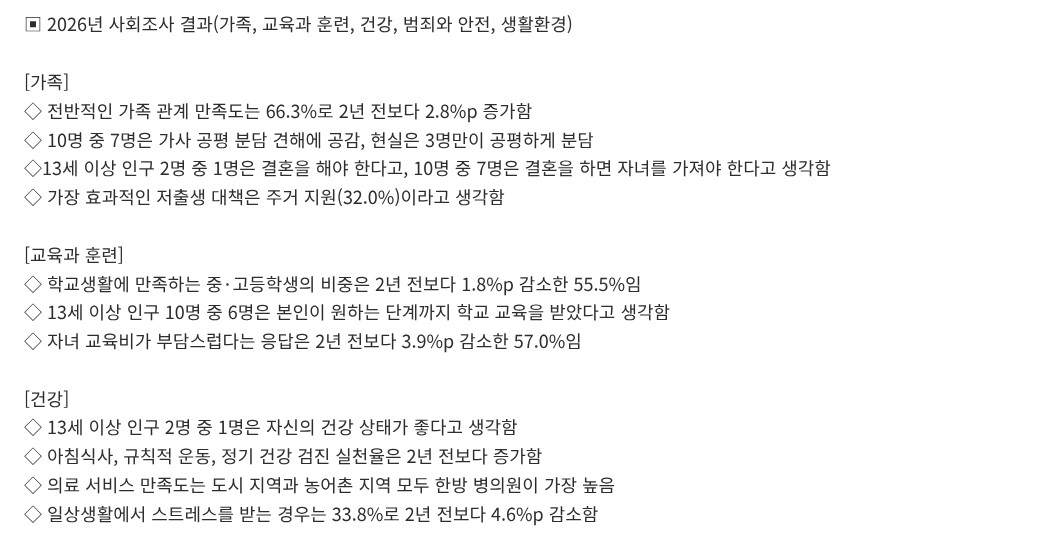 ▣ 2026년 사회조사 결과(가족, 교육과 훈련, 건강, 범죄와 안전, 생활환경)
[가족]
◇ 전반적인 가족 관계 만족도는 66.3%로 2년 전보다 2.8%p 증가함
◇ 10명 중 7명은 가사 공평 분담 견해에 공감, 현실은 3명만이 공평하게 분담
◇13세 이상 인구 2명 중 1명은 결혼을 해야 한다고, 10명 중 7명은 결혼을 하면 자녀를 가져야 한다고 생각함
◇ 가장 효과적인 저출생 대책은 주거 지원(32.0%)이라고 생각함
[교육과 훈련]
◇ 학교생활에 만족하는 중·고등학생의 비중은 2년 전보다 1.8%p 감소한 55.5%임
◇ 13세 이상 인구 10명 중 6명은 본인이 원하는 단계까지 학교 교육을 받았다고 생각함
◇ 자녀 교육비가 부담스럽다는 응답은 2년 전보다 3.9%p 감소한 57.0%임
[건강]
◇ 13세 이상 인구 2명 중 1명은 자신의 건강 상태가 좋다고 생각함
◇ 아침식사, 규칙적 운동, 정기 건강 검진 실천율은 2년 전보다 증가함
◇ 의료 서비스 만족도는 도시 지역과 농어촌 지역 모두 한방 병의원이 가장 높음
◇ 일상생활에서 스트레스를 받는 경우는 33.8%로 2년 전보다 4.6%p 감소함